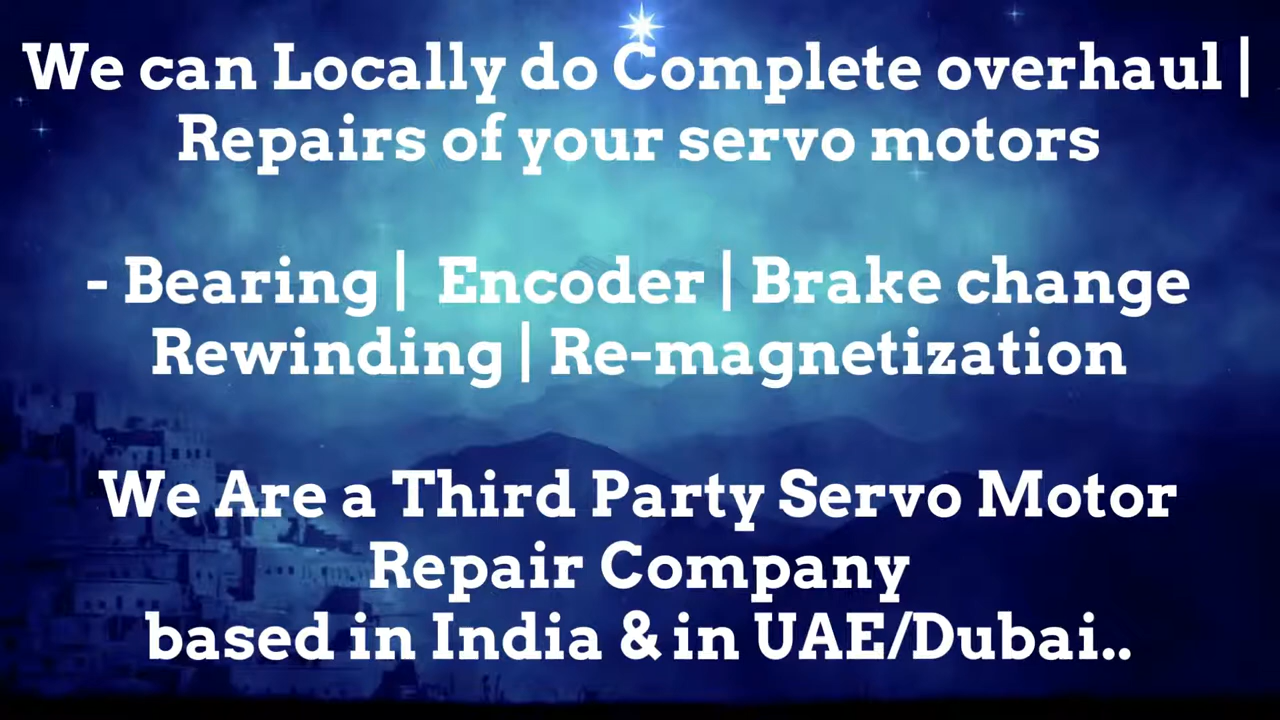 We can Locally do Complete overhaul |
Repairs of your servo motors
- Bearing | Encoder | Brake change
Rewinding | Re-magnetization
We Are a Third Party Servo Motor
Repair Company
based in India & in UAE/Dubai..